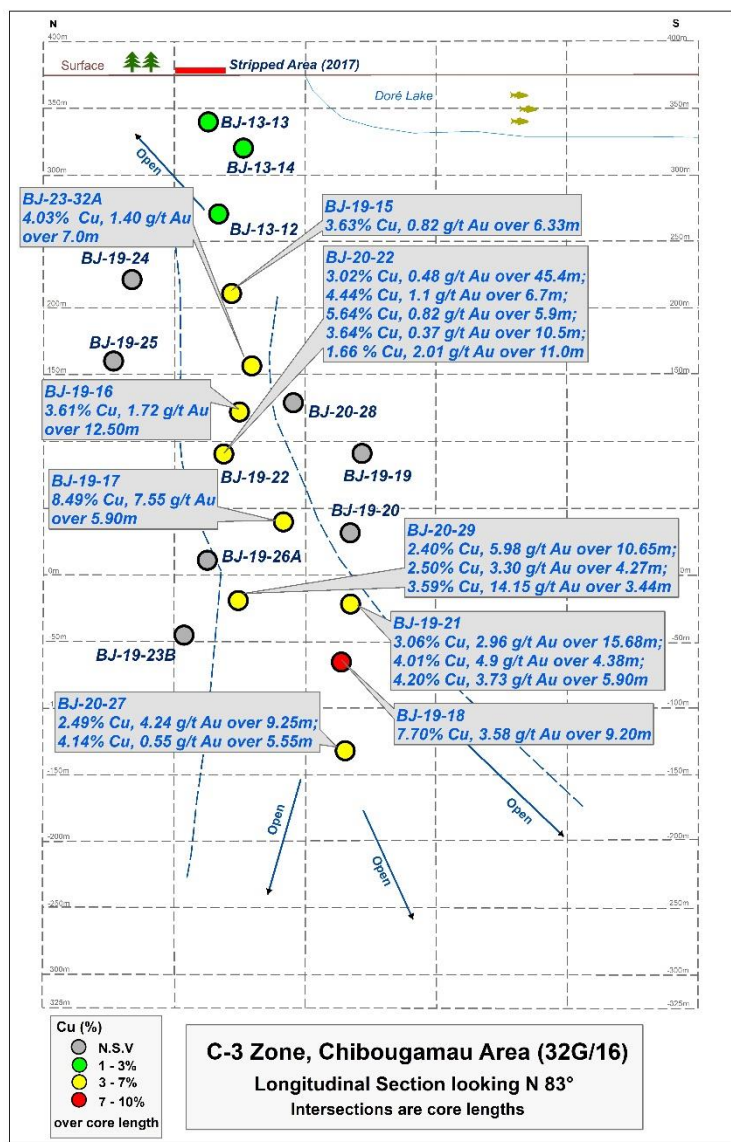 N
S
400m
400m
Surface
Stripped Area (2017)
Doré Lake
350m
350m
BJ-13-13
BJ-13-14
Open
300m
300m
BJ-23-32A
4.03% Cu, 1.40 g/t Au
over 7.0m
BJ-13-12
BJ-19-15
3.63% Cu, 0.82 g/t Au over 6.33m
250m
BJ-19-24
BJ-20-22
3.02% Cu, 0.48 g/t Au over 45.4m;
4.44% Cu, 1.1 g/t Au over 6.7m;
5.64% Cu, 0.82 g/t Au over 5.9m;
3.64% Cu, 0.37 g/t Au over 10.5m;
1.66 % Cu, 2.01 g/t Au over 11.0m
200m
200m
BJ-19-25
150m
150m
BJ-19-16
3.61% Cu, 1.72 g/t Au
over 12.50m
BJ-20-28
100m
BJ-19-22
BJ-19-19
BJ-19-17
8.49% Cu, 7.55 g/t Au
over 5.90m
BJ-19-20
50m
BJ-20-29
2.40% Cu, 5.98 g/t Au over 10.65m;
2.50% Cu, 3.30 g/t Au over 4.27m;
3.59% Cu, 14.15 g/t Au over 3.44m
BJ-19-26A
0m
0m
BJ-19-21
3.06% Cu, 2.96 g/t Au over 15.68m;
4.01% Cu, 4.9 g/t Au over 4.38m;
4.20% Cu, 3.73 g/t Au over 5.90m
-50m
-50m
BJ-19-23B
BJ-20-27
2.49% Cu, 4.24 g/t Au over 9.25m;
4.14% Cu, 0.55 g/t Au over 5.55m
BJ-19-18
7.70% Cu, 3.58 g/t Au over 9.20m
-100m
-100m
-150m
-150m
Open
Open
Open
-200m
-200m
-250m
-250m
-300m
-300m
-325m
-325m
Cu (%)
N.S.V
1 - 3%
3 - 7%
7 - 10%
over core length
C-3 Zone, Chibougamau Area (32G/16)
Longitudinal Section looking N 83°
Intersections are core lengths